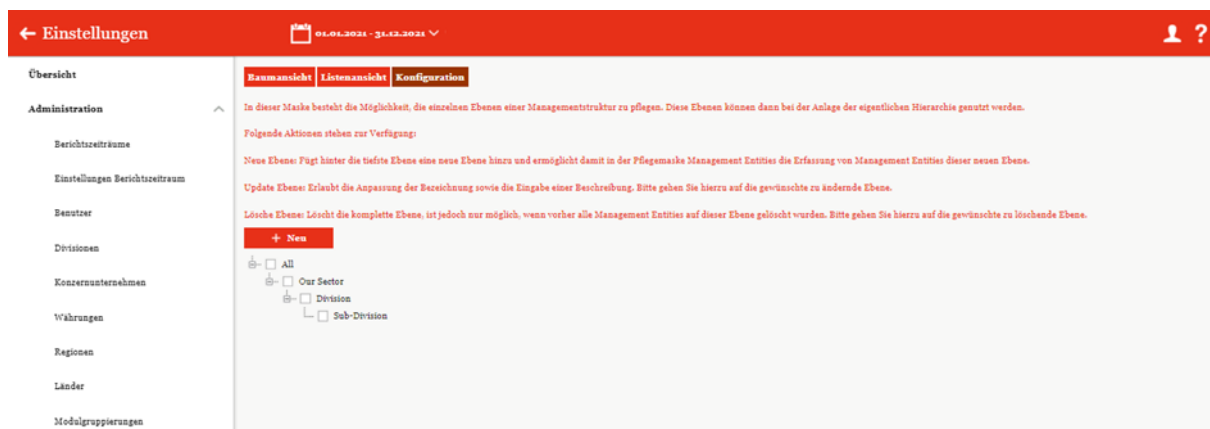 ← Einstellungen
01.01.2021 - 31.12.2021
?
Übersicht
Administration
Berichtszeiträume
Einstellungen Berichtszeitraum
Benutzer
Divisionen
Konzernunternehmen
Währungen
Regionen
Länder
Modulgruppierungen
Baumansicht Listenansicht Konfiguration
In dieser Maske besteht die Möglichkeit, die einzelnen Ebenen einer Managementstruktur zu pflegen. Diese Ebenen können dann bei der Anlage der eigentlichen Hierarchie genutzt werden.
Folgende Aktionen stehen zur Verfügung:
Neue Ebene: Fügt hinter die tiefste Ebene eine neue Ebene hinzu und ermöglicht damit in der Pflegemaske Management Entities die Erfassung von Management Entities dieser neuen Ebene.
Update Ebene: Erlaubt die Anpassung der Bezeichnung sowie die Eingabe einer Beschreibung. Bitte gehen Sie hierzu auf die gewünschte zu ändernde Ebene.
Lösche Ebene: Löscht die komplette Ebene, ist jedoch nur möglich, wenn vorher alle Management Entities auf dieser Ebene gelöscht wurden. Bitte gehen Sie hierzu auf die gewünschte zu löschende Ebene.
+ Neu
All
Our Sector
Division
Sub-Division